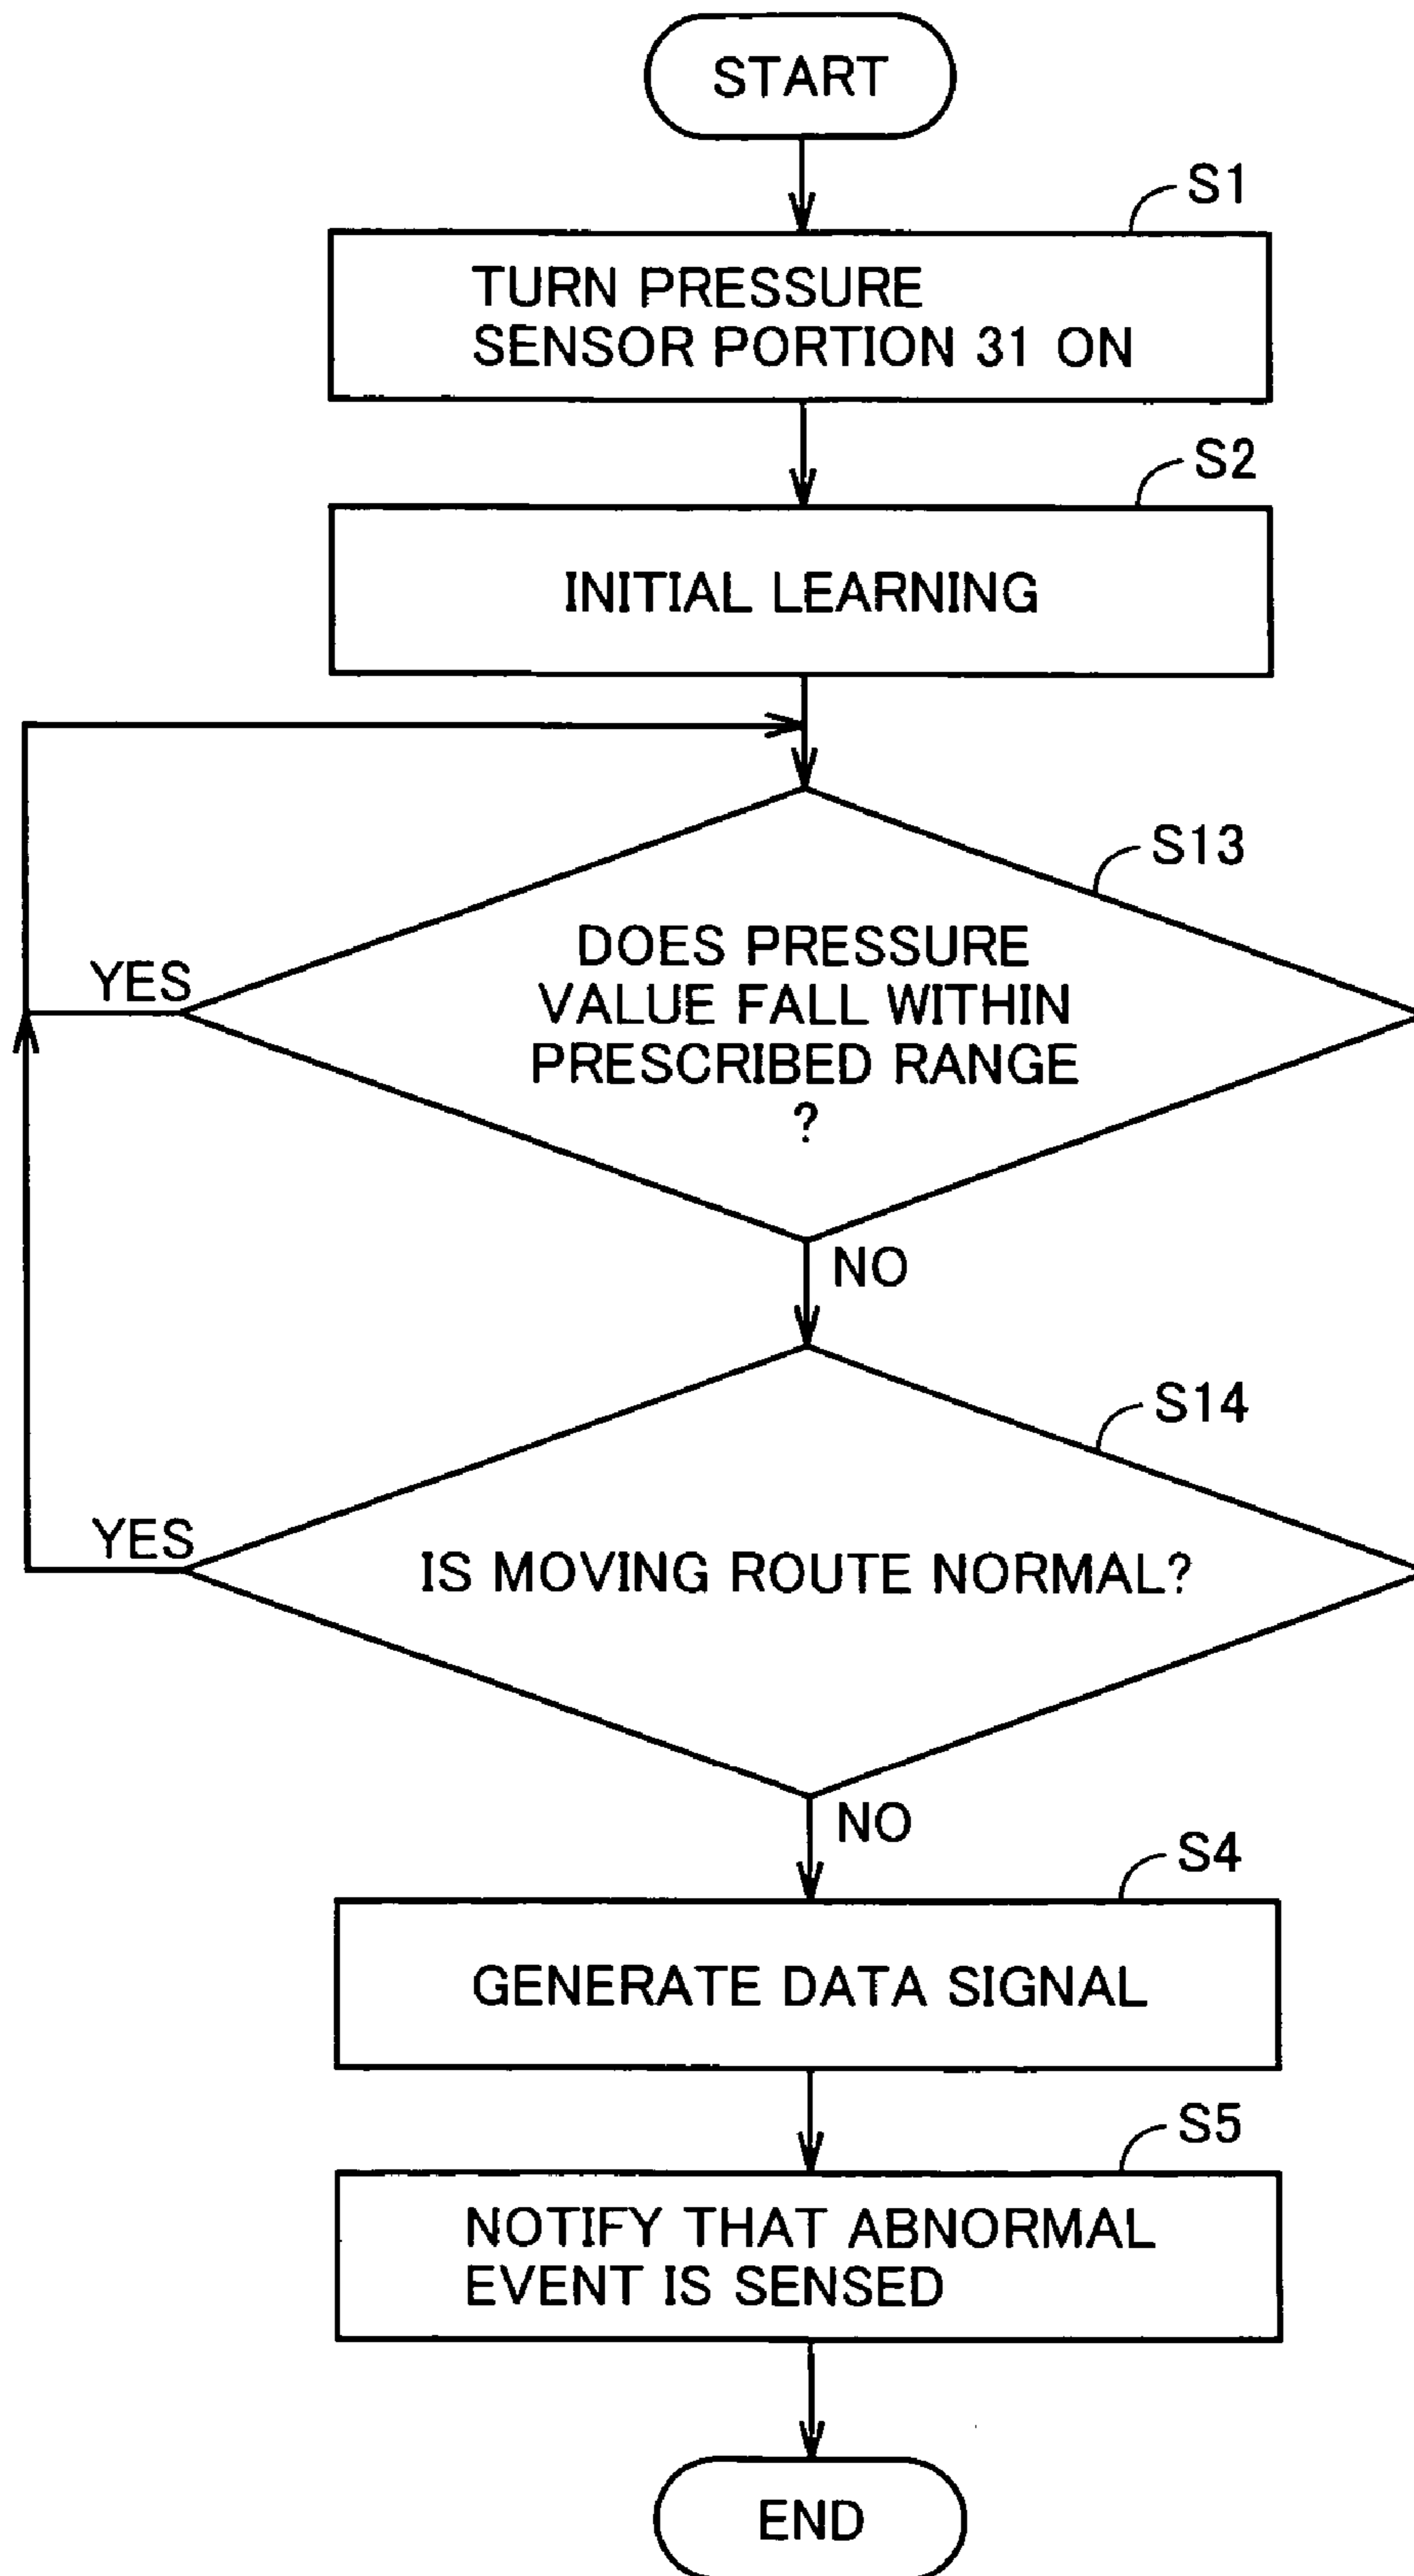 START
S1
TURN PRESSURE
SENSOR PORTION 31 ON
S2
INITIAL LEARNING
S13
DOES PRESSURE
VALUE FALL WITHIN
PRESCRIBED RANGE
?
YES
NO
S14
IS MOVING ROUTE NORMAL?
YES
NO
S4
GENERATE DATA SIGNAL
S5
NOTIFY THAT ABNORMAL
EVENT IS SENSED
END